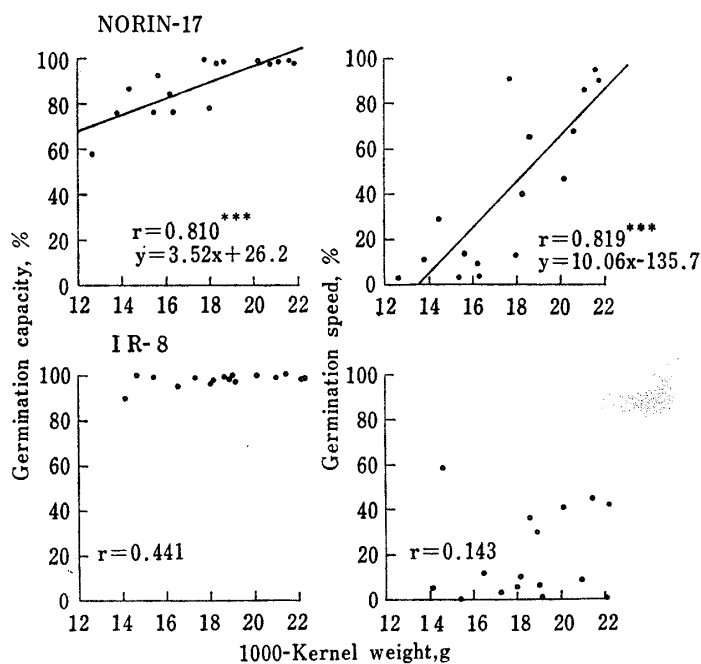 NORIN-17
100
80
60
40
20
0
12 14 16 18 20 22
r=0.810***
y=3.52x+26.2
100
80
60
40
20
0
12 14 16 18 20 22
r=0.819***
y=10.06x-135.7
Germination capacity, %
Germination speed, %
IR-8
100
80
60
40
20
0
12 14 16 18 20 22
r=0.441
100
80
60
40
20
0
12 14 16 18 20 22
r=0.143
1000-Kernel weight,g